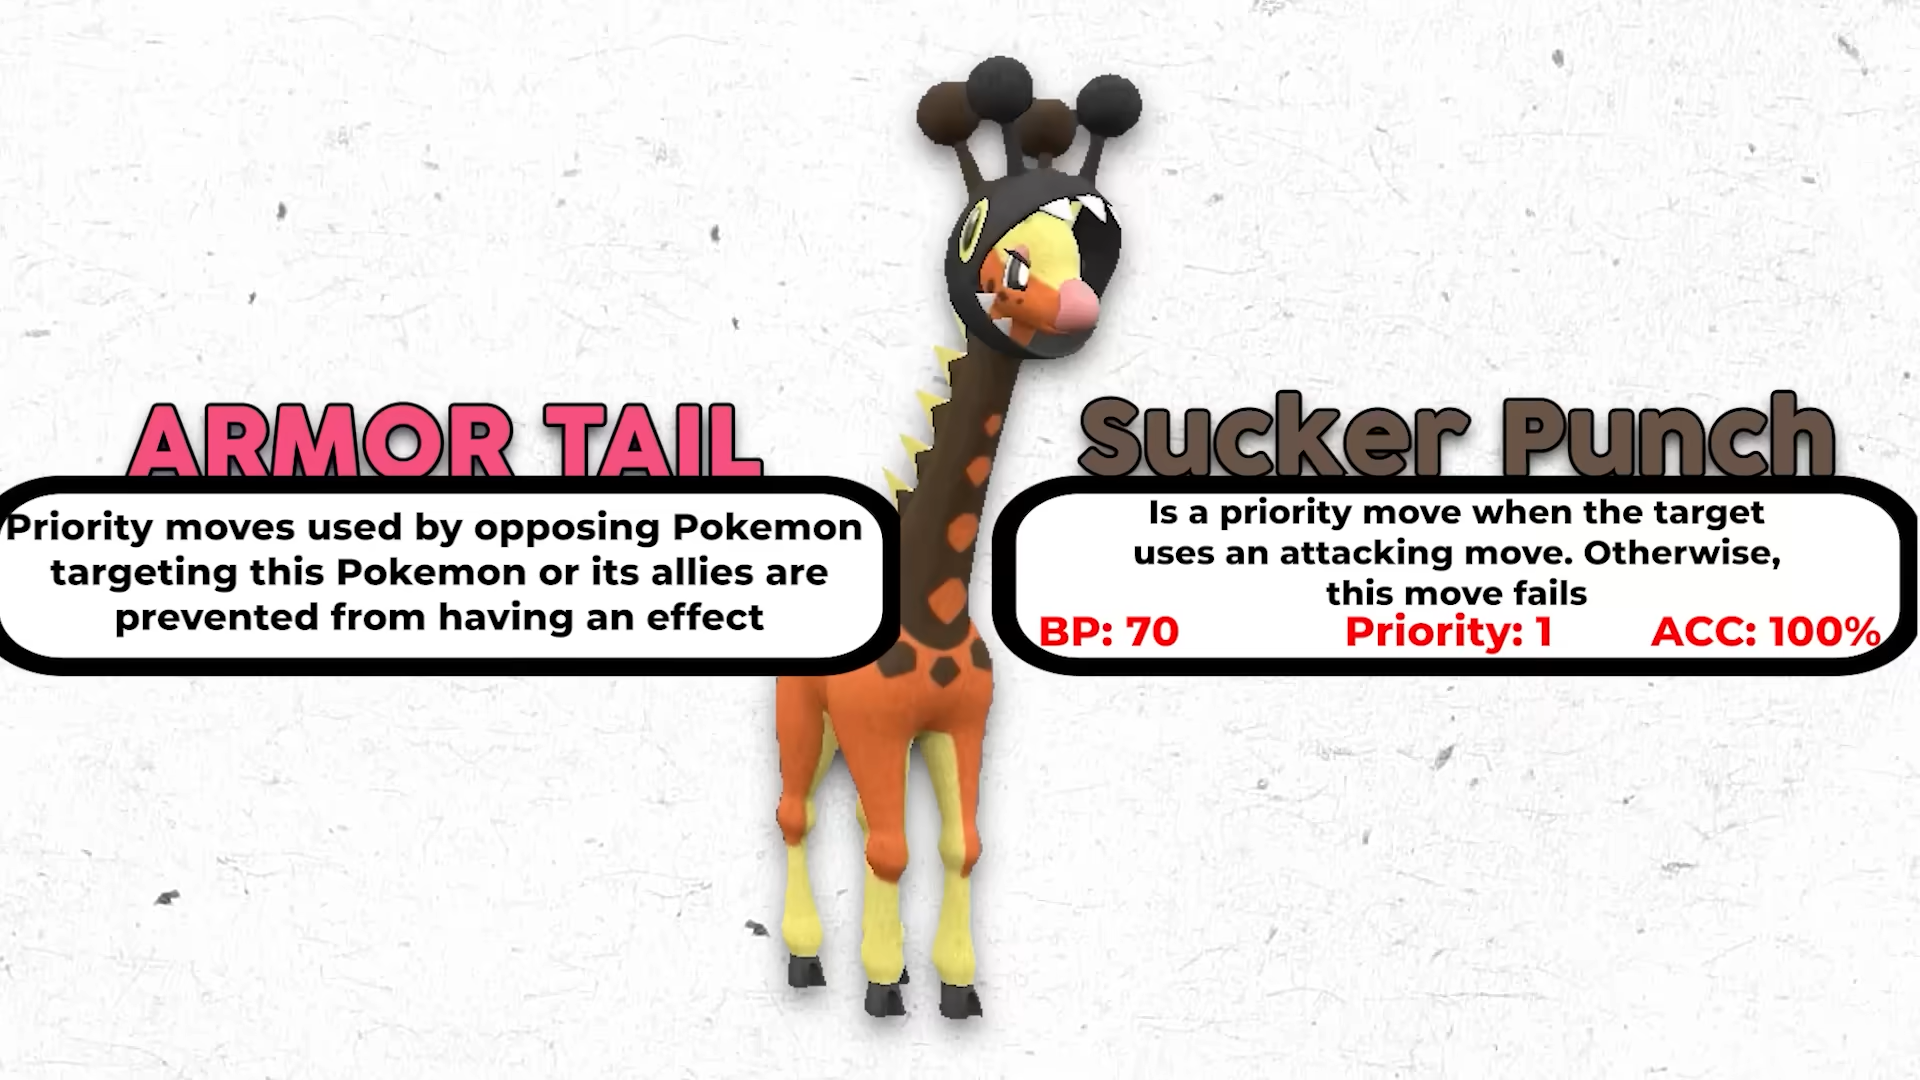 ARMOR TAIL
Priority moves used by opposing Pokemon
targeting this Pokemon or its allies are
prevented from having an effect
Sucker Punch
Is a priority move when the target
uses an attacking move. Otherwise,
this move fails
BP: 70 Priority: 1 ACC: 100%